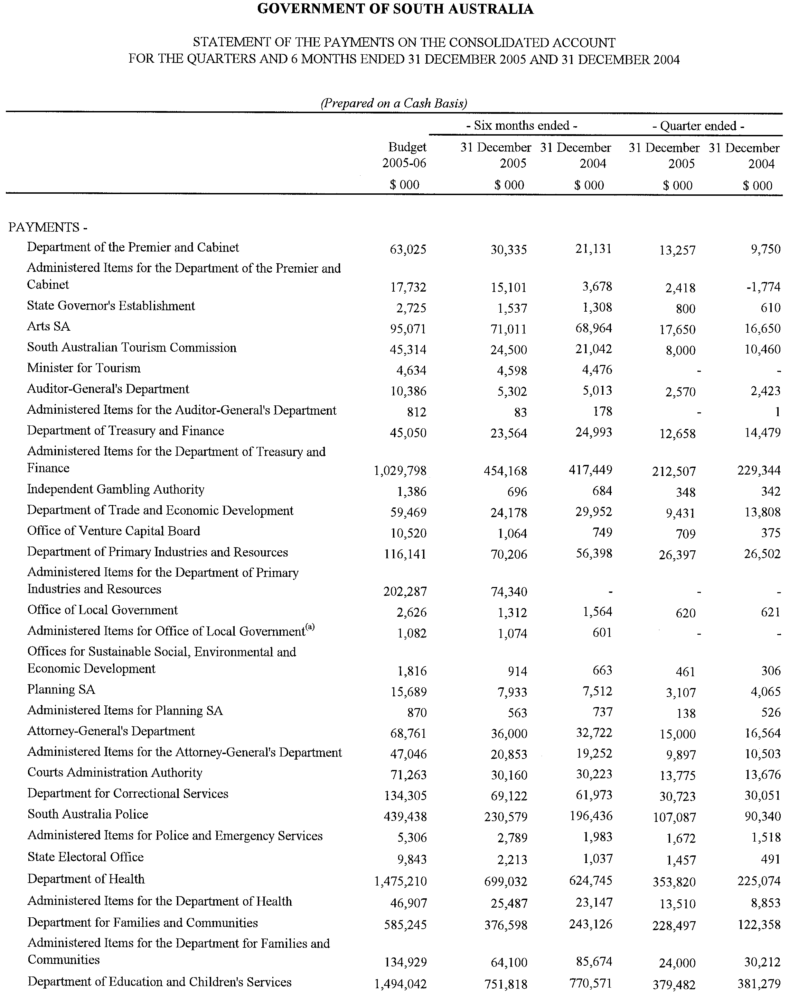 GOVERNMENT OF SOUTH AUSTRALIA
STATEMENT OF THE PAYMENTS ON THE CONSOLIDATED ACCOUNT
FOR THE QUARTERS AND 6 MONTHS ENDED 31 DECEMBER 2005 AND 31 DECEMBER 2004
(Prepared on a Cash Basis)
- Six months ended - - Quarter ended -
Budget 31 December 31 December 31 December 31 December
2005-06 2005 2004 2005 2004
$ 000 $ 000 $ 000 $ 000 $ 000
PAYMENTS -
Department of the Premier and Cabinet 63,025 30,335 21,131 13,257 9,750
Administered Items for the Department of the Premier and
Cabinet 17,732 15,101 3,678 2,418 -1,774
State Governor's Establishment 2,725 1,537 1,308 800 610
Arts SA 95,071 71,011 68,964 17,650 16,650
South Australian Tourism Commission 45,314 24,500 21,042 8,000 10,460
Minister for Tourism 4,634 4,598 4,476 - -
Auditor-General's Department 10,386 5,302 5,013 2,570 2,423
Administered Items for the Auditor-General's Department 812 83 178 - 1
Department of Treasury and Finance 45,050 23,564 24,993 12,658 14,479
Administered Items for the Department of Treasury and
Finance 1,029,798 454,168 417,449 212,507 229,344
Independent Gambling Authority 1,386 696 684 348 342
Department of Trade and Economic Development 59,469 24,178 29,952 9,431 13,808
Office of Venture Capital Board 10,520 1,064 749 709 375
Department of Primary Industries and Resources 116,141 70,206 56,398 26,397 26,502
Administered Items for the Department of Primary
Industries and Resources 202,287 74,340 - - -
Office of Local Government 2,626 1,312 1,564 620 621
Administered Items for Office of Local Government(a) 1,082 1,074 601 - -
Offices for Sustainable Social, Environmental and
Economic Development 1,816 914 663 461 306
Planning SA 15,689 7,933 7,512 3,107 4,065
Administered Items for Planning SA 870 563 737 138 526
Attorney-General's Department 68,761 36,000 32,722 15,000 16,564
Administered Items for the Attorney-General's Department 47,046 20,853 19,252 9,897 10,503
Courts Administration Authority 71,263 30,160 30,223 13,775 13,676
Department for Correctional Services 134,305 69,122 61,973 30,723 30,051
South Australia Police 439,438 230,579 196,436 107,087 90,340
Administered Items for Police and Emergency Services 5,306 2,789 1,983 1,672 1,518
State Electoral Office 9,843 2,213 1,037 1,457 491
Department of Health 1,475,210 699,032 624,745 353,820 225,074
Administered Items for the Department of Health 46,907 25,487 23,147 13,510 8,853
Department for Families and Communities 585,245 376,598 243,126 228,497 122,358
Administered Items for the Department for Families and
Communities 134,929 64,100 85,674 24,000 30,212
Department of Education and Children's Services 1,494,042 751,818 770,571 379,482 381,279